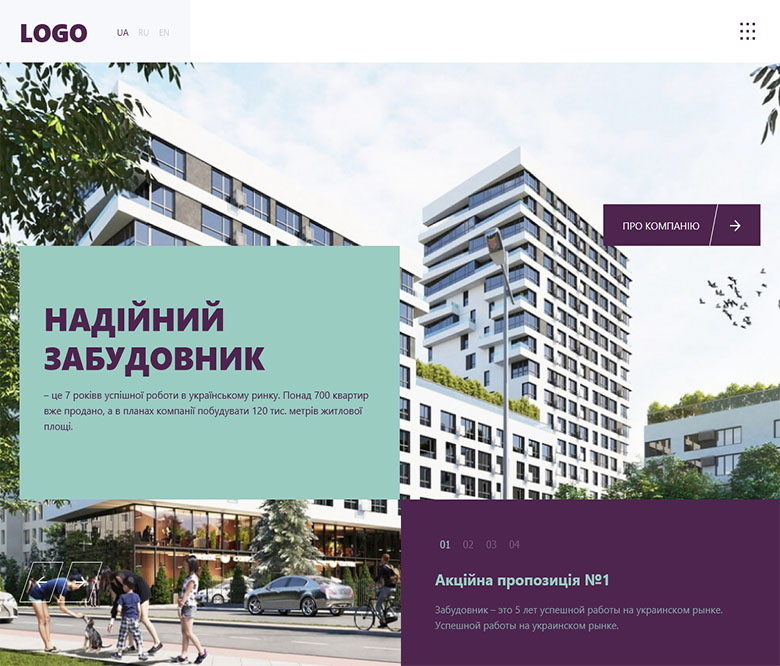 LOGO UA RU EN
ПРО КОМПАНІЮ
НАДІЙНИЙ
ЗАБУДОВНИК
– це 7 років успішної роботи в українському ринку. Понад 700 квартир
вже продано, а в планах компанії побудувати 120 тис. метрів житлової
площі.
01 02 03 04
Акційна пропозиція №1
Забудовник – это 5 лет успешной работы на украинском рынке.
Успешной работы на украинском рынке.